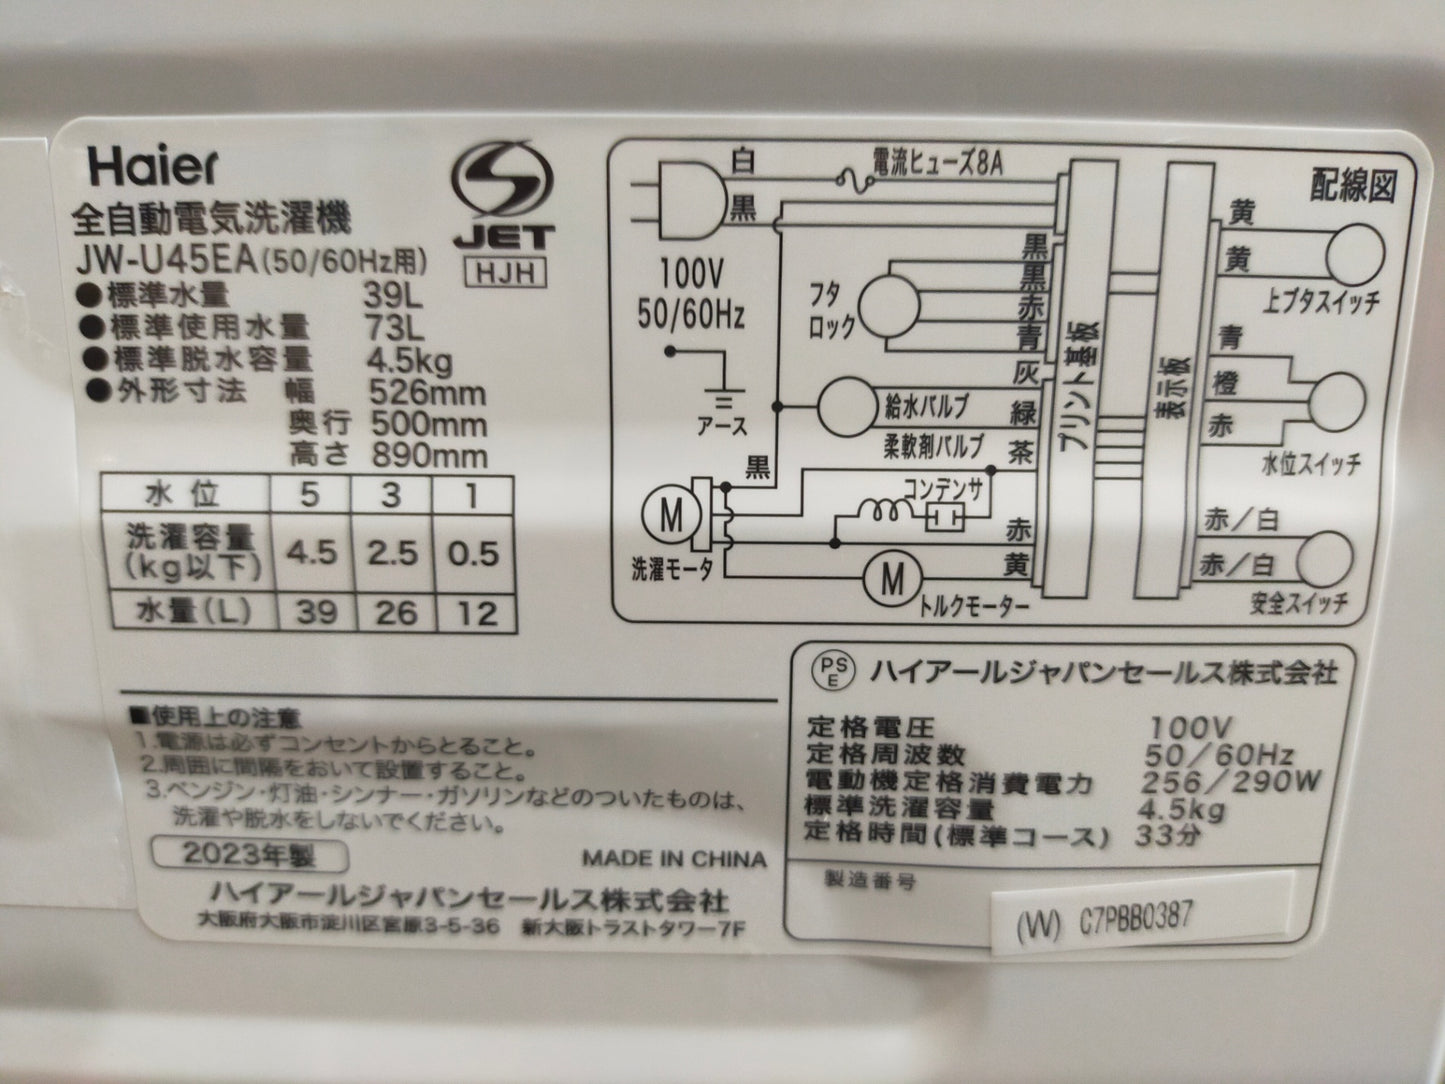 Haier
全自動電気洗濯機
JW-U45EA(50/60Hz用)
●標準水量 39L
●標準使用水量 73L
●標準脱水容量 4.5kg
●外形寸法 幅 526mm
奥行 500mm
高さ 890mm
JET
HJH
水位 5 3 1
洗濯容量(kg以下) 4.5 2.5 0.5
水量(L) 39 26 12
配線図
白
電流ヒューズ8A
黒
100V
50/60Hz
アース
フタ
ロック
黒
黒
赤
青
灰
給水バルブ
緑
柔軟剤バルブ
茶
黒
コンデンサ
M
洗濯モータ
赤
黄
M
トルクモーター
プリント基板
表示板
黄
黄
上ブタスイッチ
青
橙
赤
水位スイッチ
赤/白
赤/白
安全スイッチ
■使用上の注意
1.電源は必ずコンセントからとること。
2.周囲に間隔をおいて設置すること。
3.ベンジン・灯油・シンナー・ガソリンなどのついたものは、
洗濯や脱水をしないでください。
2023年製
MADE IN CHINA
ハイアールジャパンセールス株式会社
大阪府大阪市淀川区宮原3-5-36 新大阪トラストタワー7F
PSE ハイアールジャパンセールス株式会社
定格電圧 100V
定格周波数 50/60Hz
電動機定格消費電力 256/290W
標準洗濯容量 4.5kg
定格時間(標準コース) 33分
製造番号
(W) C7PBB0387